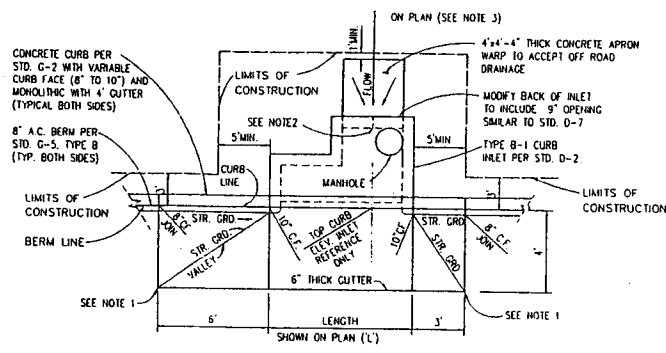 ON PLAN (SEE NOTE 3)
1' MIN.
CONCRETE CURB PER
STD. G-2 WITH VARIABLE
CURB FACE (8" TO 10") AND
MONOLITHIC WITH 4' GUTTER
(TYPICAL BOTH SIDES)
LIMITS OF
CONSTRUCTION
FLOW
4'x4'-4" THICK CONCRETE APRON
WARP TO ACCEPT OFF ROAD
DRAINAGE
MODIFY BACK OF INLET
TO INCLUDE 9" OPENING
SIMILAR TO STD. D-7
SEE NOTE2
8" A.C. BERM PER
STD. G-5, TYPE B
(TYP. BOTH SIDES)
5'MIN.
5'MIN
CURB
LINE
TYPE B-1 CURB
INLET PER STD. D-2
MANHOLE
LIMITS OF
CONSTRUCTION
3'
3'
LIMITS OF
CONSTRUCTION
BERM LINE
8" C.F.
JOIN
STR. GRD.
STR. GRD.
VALLEY
10" C.F.
TOP CURB
ELEV. INLET
REFERENCE
ONLY
10" C.F.
STR. GRD.
STR. GRD.
8" C.F.
JOIN
4'
6" THICK GUTTER
SEE NOTE 1
SEE NOTE 1
6'
LENGTH
3'
SHOWN ON PLAN ('L')